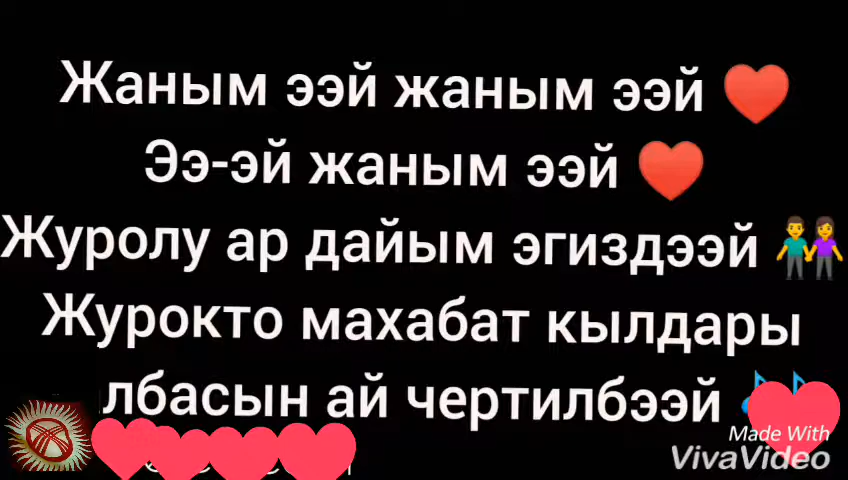 Жаным ээй жаным ээй ❤️
Ээ-эй жаным ээй ❤️
Журолу ар дайым эгиздээй 👫
Журокто махабат кылдары
лбасын ай чертилбээй 🎶
Made With
VivaVideo